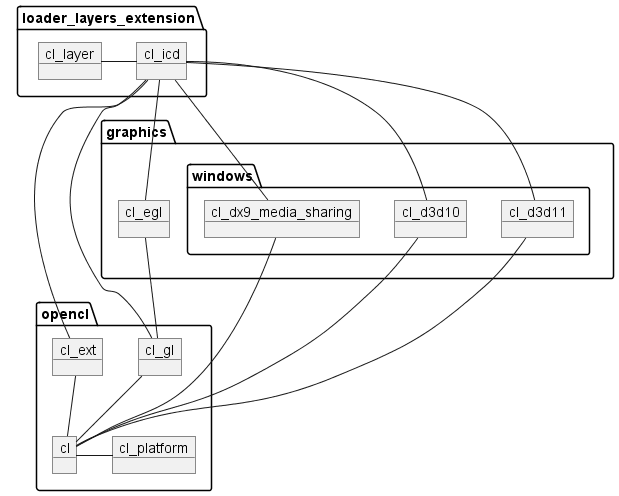 loader_layers_extension
cl_layer
cl_icd
graphics
windows
cl_egl
cl_dx9_media_sharing
cl_d3d10
cl_d3d11
opencl
cl_ext
cl_gl
cl
cl_platform